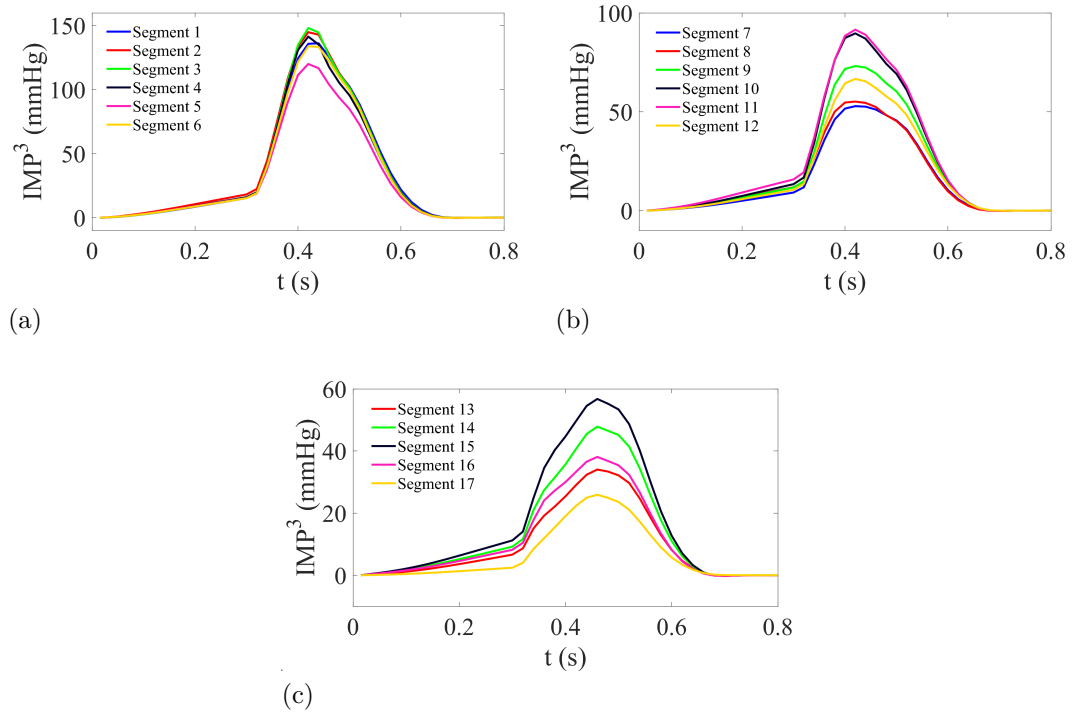 150
100
50
0
IMP³ (mmHg)
Segment 1
Segment 2
Segment 3
Segment 4
Segment 5
Segment 6
0 0.2 0.4 0.6 0.8
t (s)
(a)
100
50
0
IMP³ (mmHg)
Segment 7
Segment 8
Segment 9
Segment 10
Segment 11
Segment 12
0 0.2 0.4 0.6 0.8
t (s)
(b)
60
40
20
0
IMP³ (mmHg)
Segment 13
Segment 14
Segment 15
Segment 16
Segment 17
0 0.2 0.4 0.6 0.8
t (s)
(c)